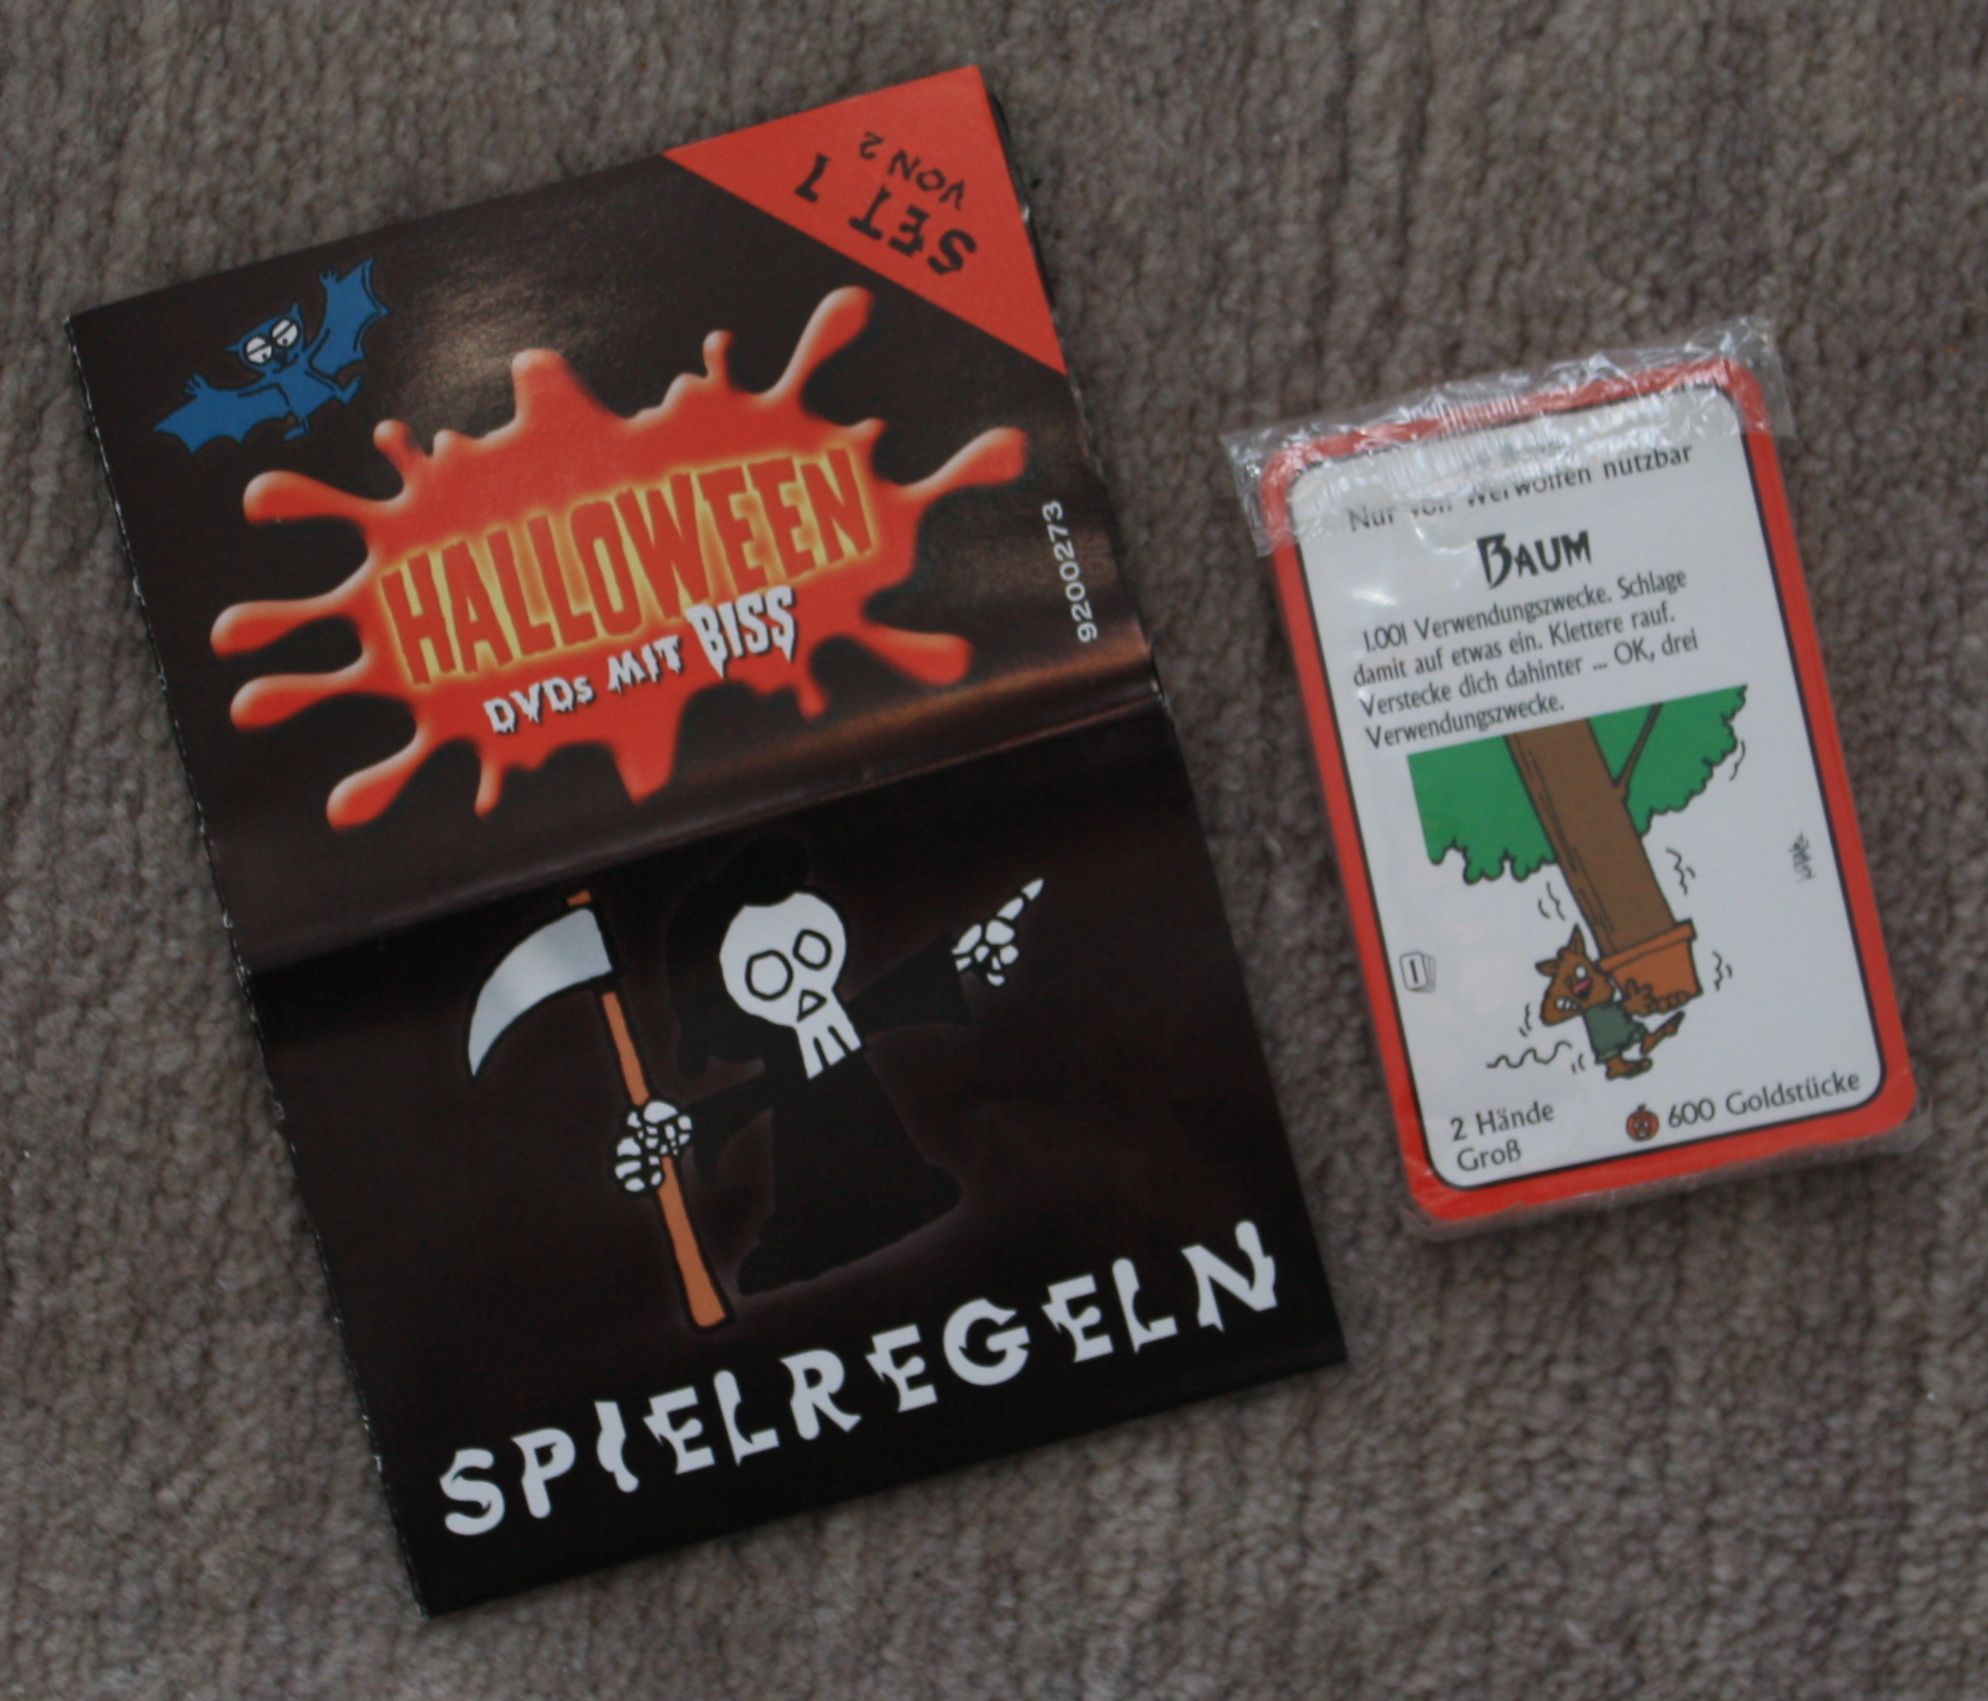 SET 1
VON 2
HALLOWEEN
DVDs MIT BISS
9200273
SPIELREGELN
Nur von Werwölfen nutzbar
BAUM
1.001 Verwendungszwecke. Schlage
damit auf etwas ein. Klettere rauf.
Verstecke dich dahinter ... OK, drei
Verwendungszwecke.
1
2 Hände
Groß
600 Goldstücke